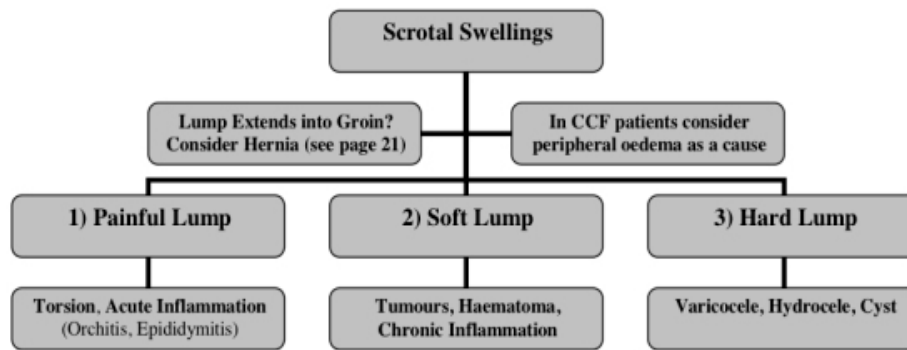 Scrotal Swellings
Lump Extends into Groin?
Consider Hernia (see page 21)
In CCF patients consider
peripheral oedema as a cause
1) Painful Lump
2) Soft Lump
3) Hard Lump
Torsion, Acute Inflammation
(Orchitis, Epididymitis)
Tumours, Haematoma,
Chronic Inflammation
Varicocele, Hydrocele, Cyst